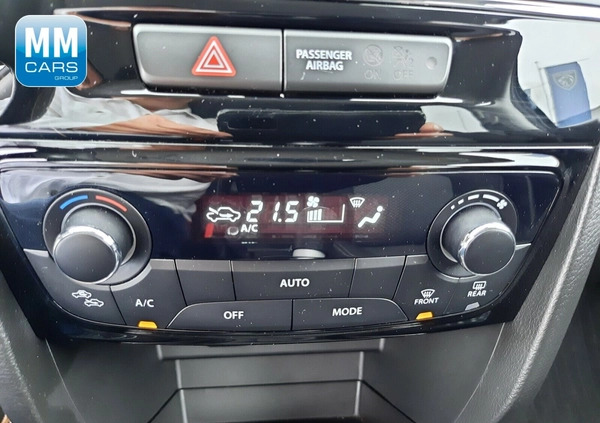 MM
CARS
GROUP
PASSENGER
AIRBAG
ON
OFF
21.5
A/C
AUTO
A/C
OFF
MODE
FRONT
REAR